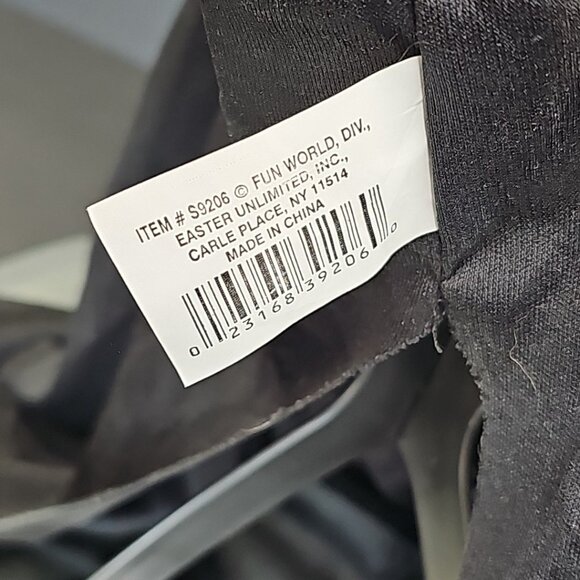 ITEM # S9206 © FUN WORLD, DIV.,
EASTER UNLIMITED, INC.,
CARLE PLACE, NY 11514
MADE IN CHINA
0 23168 39206 0